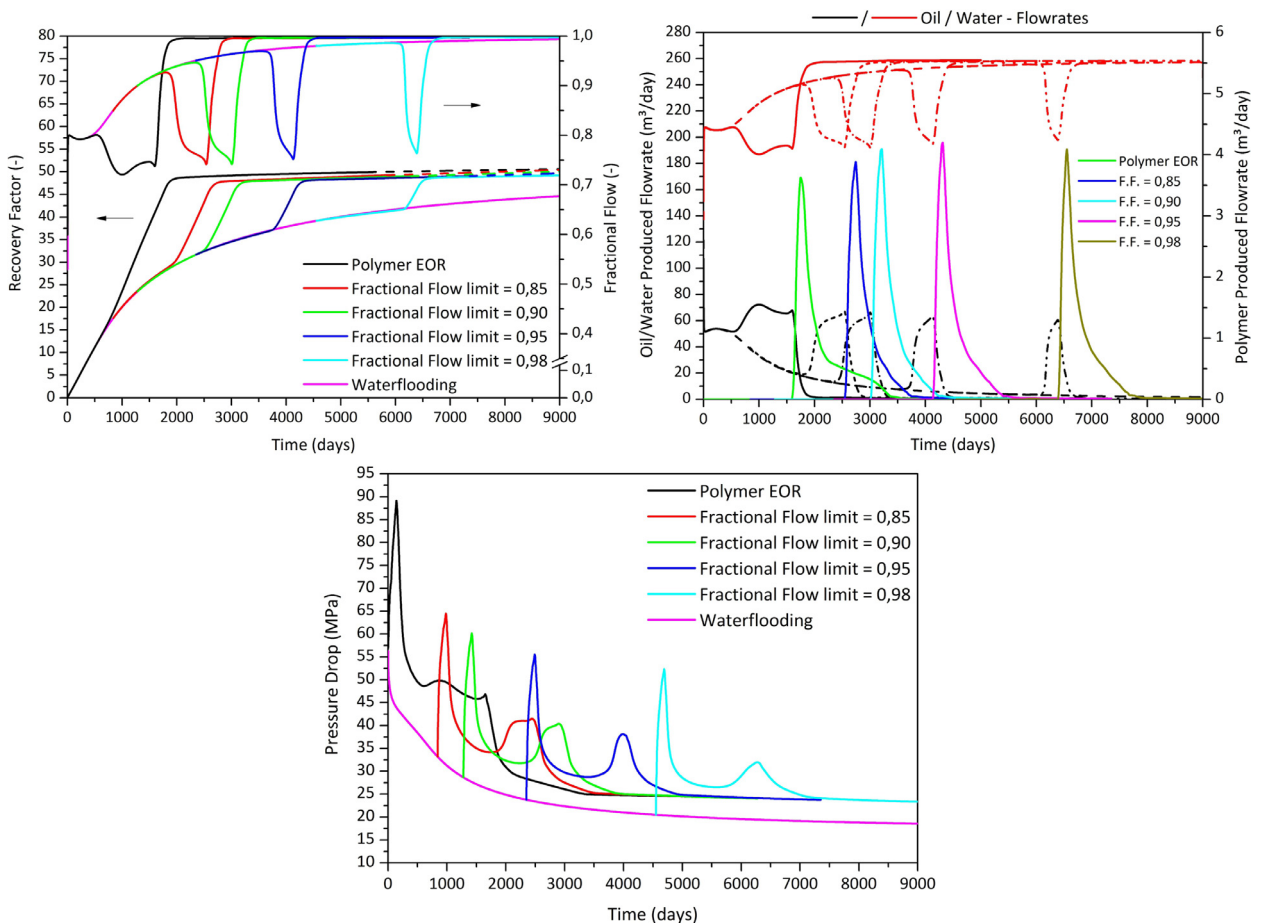 80
75
70
65
60
55
50
45
40
35
30
25
20
15
10
5
0
Recovery Factor (-)
1,0
0,9
0,8
0,7
0,6
0,5
0,4
0,1
0,0
Fractional Flow (-)
Polymer EOR
Fractional Flow limit = 0,85
Fractional Flow limit = 0,90
Fractional Flow limit = 0,95
Fractional Flow limit = 0,98
Waterflooding
0 1000 2000 3000 4000 5000 6000 7000 8000 9000
Time (days)
/ Oil / Water - Flowrates
280
260
240
220
200
180
160
140
120
100
80
60
40
20
0
Oil/Water Produced Flowrate (m³/day)
6
5
4
3
2
1
0
Polymer Produced Flowrate (m³/day)
Polymer EOR
F.F. = 0,85
F.F. = 0,90
F.F. = 0,95
F.F. = 0,98
0 1000 2000 3000 4000 5000 6000 7000 8000 9000
Time (days)
95
90
85
80
75
70
65
60
55
50
45
40
35
30
25
20
15
10
Pressure Drop (MPa)
Polymer EOR
Fractional Flow limit = 0,85
Fractional Flow limit = 0,90
Fractional Flow limit = 0,95
Fractional Flow limit = 0,98
Waterflooding
0 1000 2000 3000 4000 5000 6000 7000 8000 9000
Time (days)